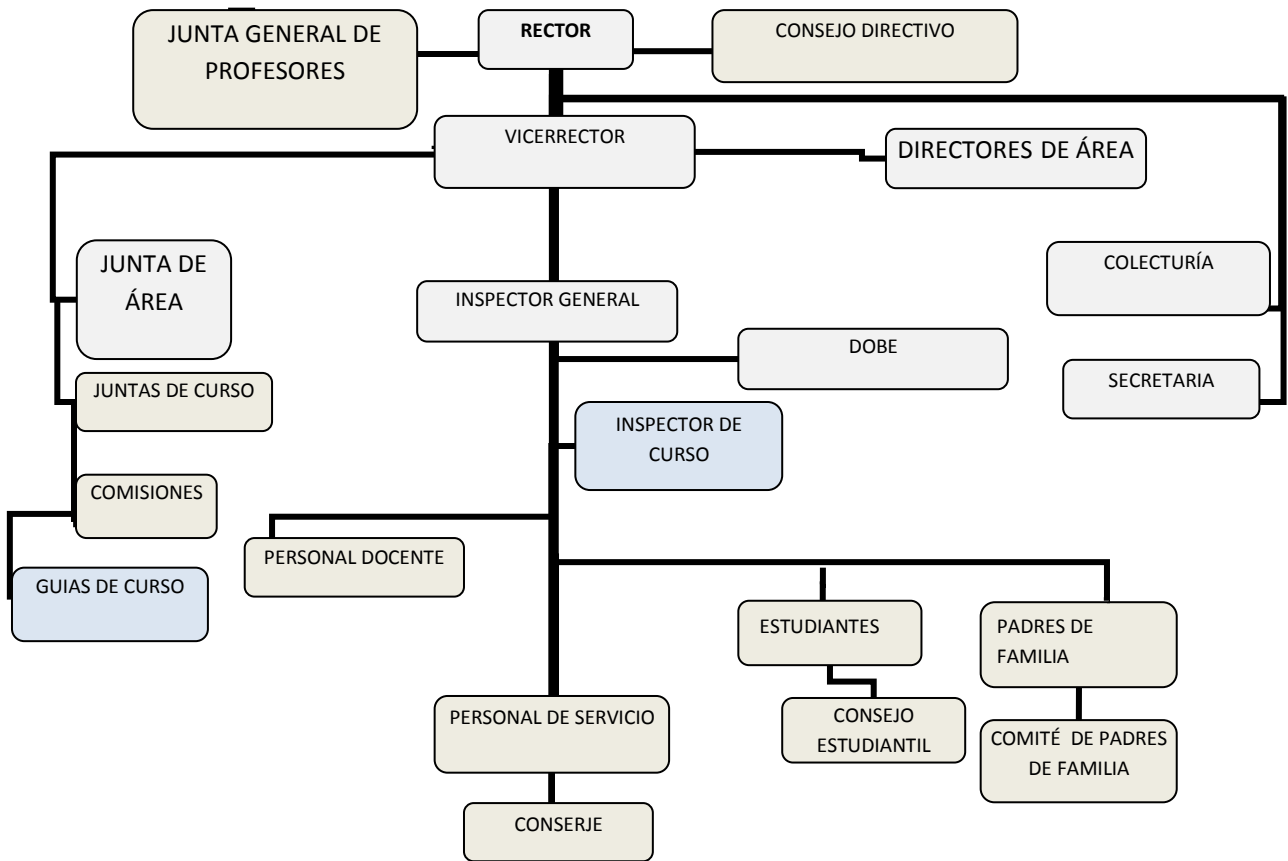 JUNTA GENERAL DE
PROFESORES
RECTOR
CONSEJO DIRECTIVO
VICERRECTOR
DIRECTORES DE ÁREA
JUNTA DE
ÁREA
INSPECTOR GENERAL
COLECTURÍA
DOBE
SECRETARIA
JUNTAS DE CURSO
INSPECTOR DE
CURSO
COMISIONES
PERSONAL DOCENTE
GUIAS DE CURSO
ESTUDIANTES
PADRES DE
FAMILIA
PERSONAL DE SERVICIO
CONSEJO
ESTUDIANTIL
COMITÉ DE PADRES
DE FAMILIA
CONSERJE